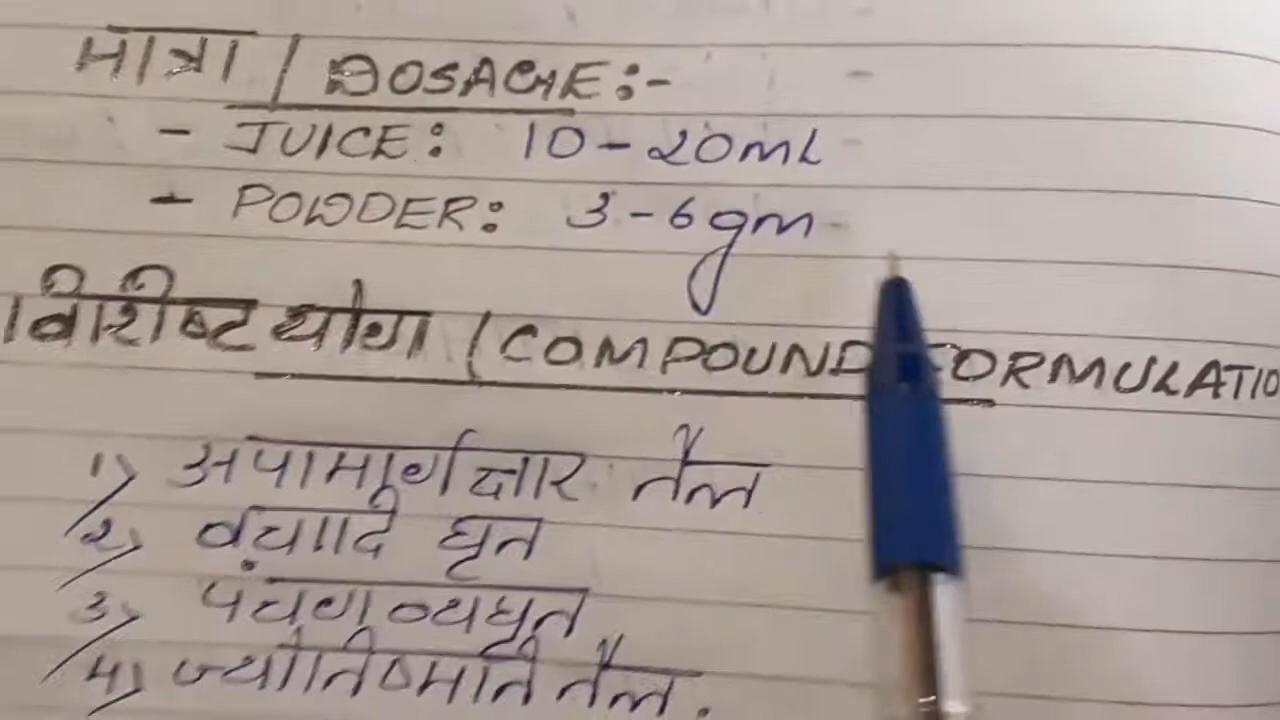 मात्रा / DOSAGE:-
- JUICE: 10-20mL
- POWDER: 3-6gm
विशिष्ट योग (COMPOUND FORMULATIO
1) अपामार्गक्षार तैल
2) वचादि घृत
3) पंचगव्यघृत
4) ज्योतिष्मति तैल.